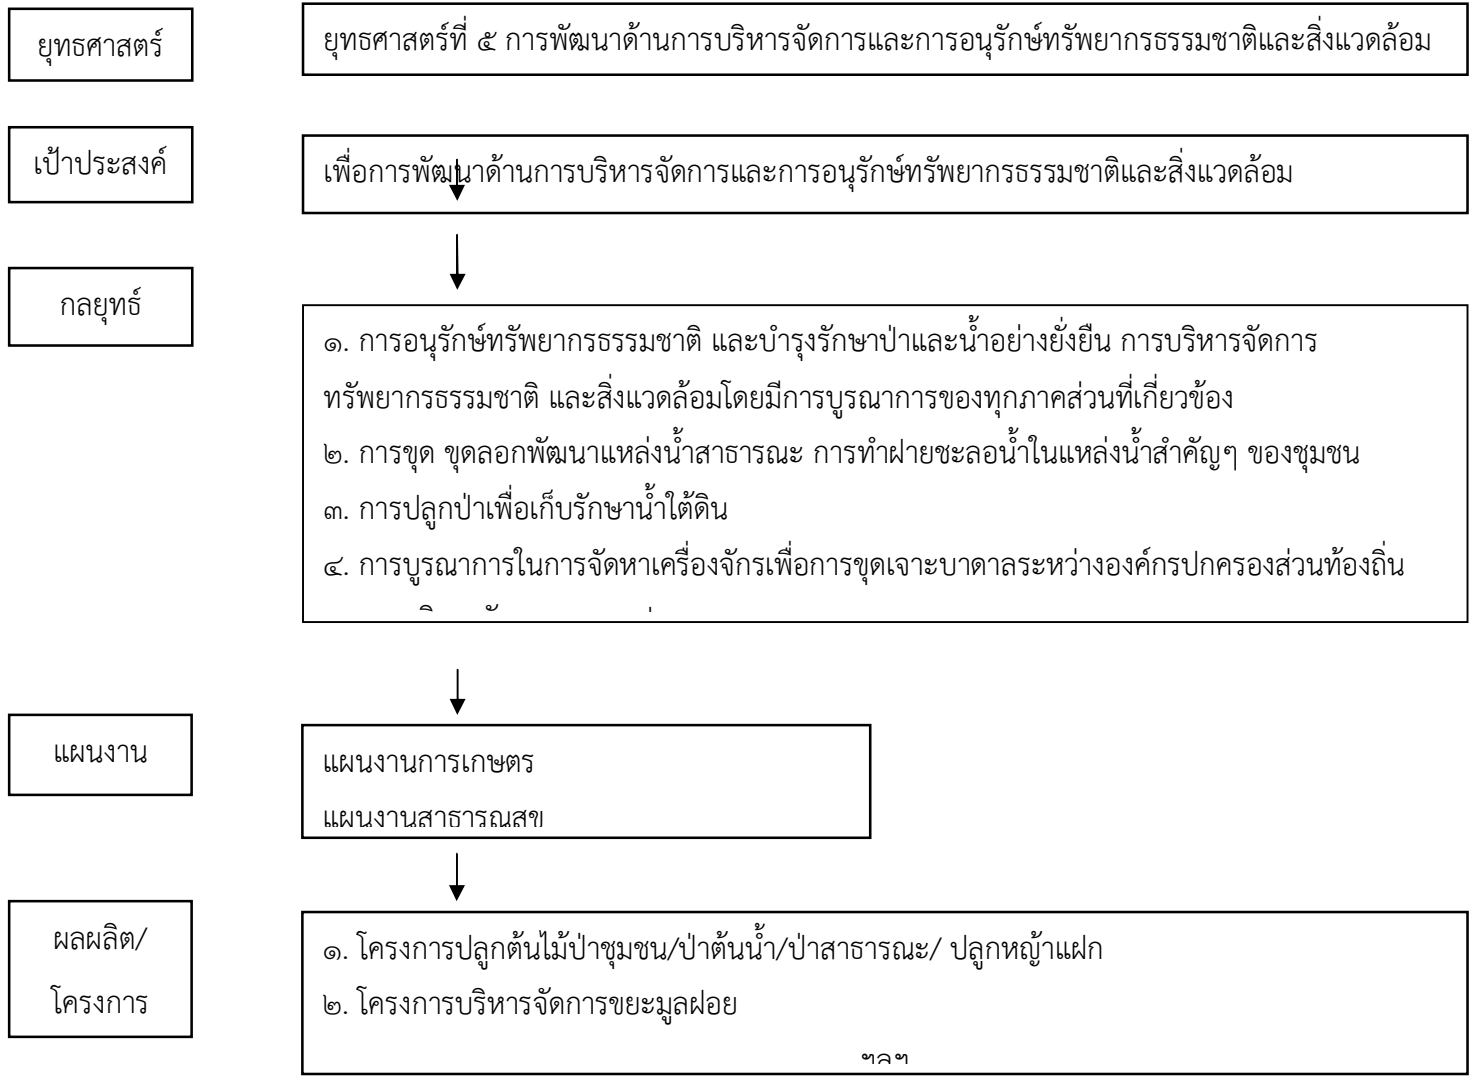 ยุทธศาสตร์
ยุทธศาสตร์ที่ ๕ การพัฒนาด้านการบริหารจัดการและการอนุรักษ์ทรัพยากรธรรมชาติและสิ่งแวดล้อม
เป้าประสงค์
เพื่อการพัฒนาด้านการบริหารจัดการและการอนุรักษ์ทรัพยากรธรรมชาติและสิ่งแวดล้อม
กลยุทธ์
๑. การอนุรักษ์ทรัพยากรธรรมชาติ และบำรุงรักษาป่าและน้ำอย่างยั่งยืน การบริหารจัดการ
ทรัพยากรธรรมชาติ และสิ่งแวดล้อมโดยมีการบูรณาการของทุกภาคส่วนที่เกี่ยวข้อง
๒. การขุด ขุดลอกพัฒนาแหล่งน้ำสาธารณะ การทำฝายชะลอน้ำในแหล่งน้ำสำคัญๆ ของชุมชน
๓. การปลูกป่าเพื่อเก็บรักษาน้ำใต้ดิน
๔. การบูรณาการในการจัดหาเครื่องจักรเพื่อการขุดเจาะบาดาลระหว่างองค์กรปกครองส่วนท้องถิ่น
แผนงาน
แผนงานการเกษตร
แผนงานสาธารณสุข
ผลผลิต/
โครงการ
๑. โครงการปลูกต้นไม้ป่าชุมชน/ป่าต้นน้ำ/ป่าสาธารณะ/ ปลูกหญ้าแฝก
๒. โครงการบริหารจัดการขยะมูลฝอย
ฯลฯ